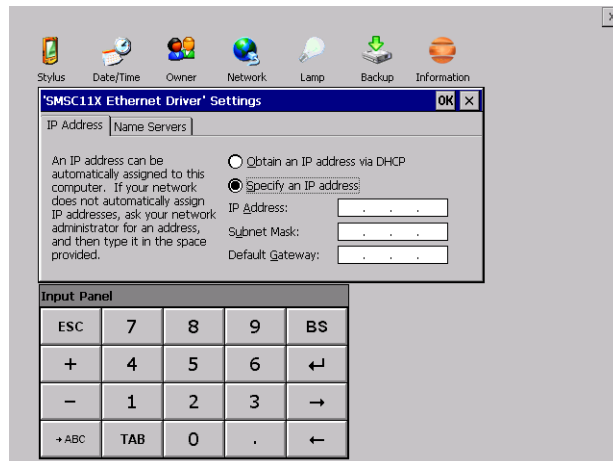 Stylus Date/Time Owner Network Lamp Backup Information
'SMSC11X Ethernet Driver' Settings OK ×
IP Address Name Servers
An IP address can be
automatically assigned to this
computer. If your network
does not automatically assign
IP addresses, ask your network
administrator for an address,
and then type it in the space
provided.
Obtain an IP address via DHCP
Specify an IP address
IP Address: . . .
Subnet Mask: . . .
Default Gateway: . . .
Input Panel
ESC 7 8 9 BS
+ 4 5 6 ↵
− 1 2 3 →
→ABC TAB 0 . ←